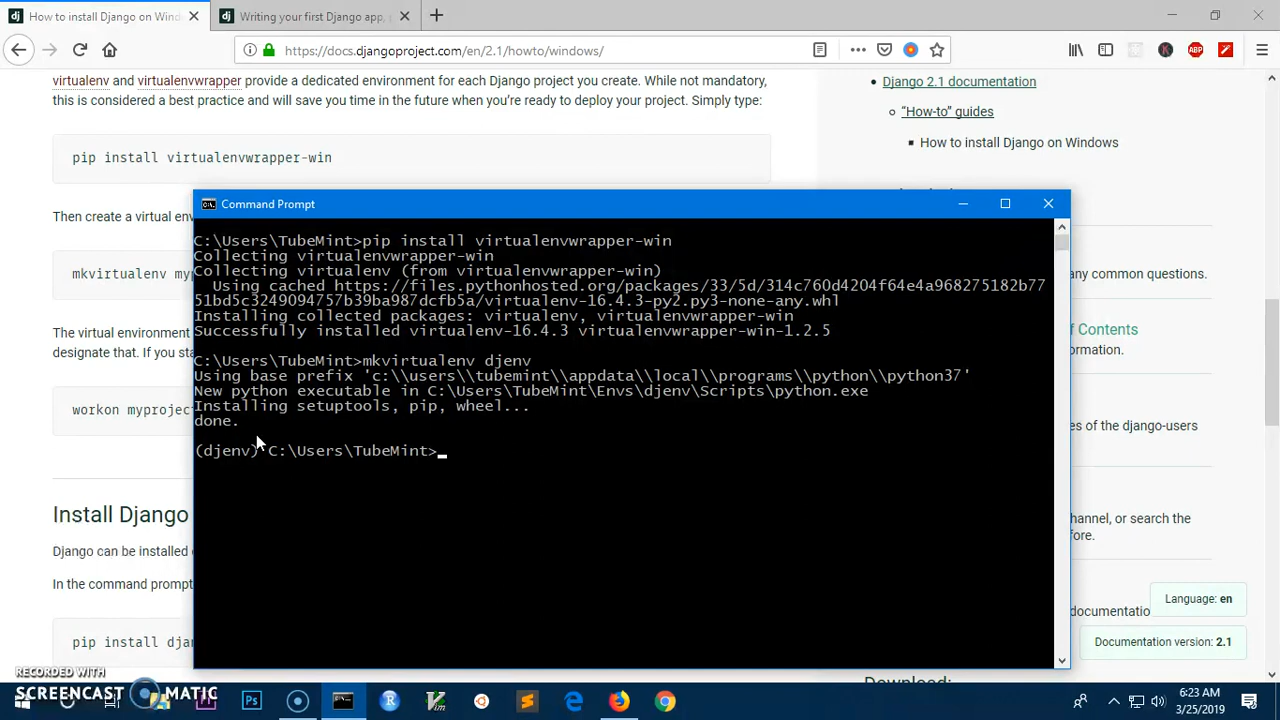 How to install Django on Wind
Writing your first Django app,
https://docs.djangoproject.com/en/2.1/howto/windows/
virtualenv and virtualenvwrapper provide a dedicated environment for each Django project you create. While not mandatory,
this is considered a best practice and will save you time in the future when you're ready to deploy your project. Simply type:
pip install virtualenvwrapper-win
Then create a virtual env
mkvirtualenv myp
The virtual environment
designate that. If you sta
workon myprojec
Install Django
Django can be installed
In the command prompt
pip install djan
Django 2.1 documentation
"How-to" guides
How to install Django on Windows
any common questions.
of Contents
formation.
es of the django-users
hannel, or search the
efore.
documentatio
Language: en
Documentation version: 2.1
Download:
Command Prompt
C:\Users\TubeMint>pip install virtualenvwrapper-win
Collecting virtualenvwrapper-win
Collecting virtualenv (from virtualenvwrapper-win)
Using cached https://files.pythonhosted.org/packages/33/5d/314c760d4204f64e4a968275182b77
51bd5c3249094757b39ba987dcfb5a/virtualenv-16.4.3-py2.py3-none-any.whl
Installing collected packages: virtualenv, virtualenvwrapper-win
Successfully installed virtualenv-16.4.3 virtualenvwrapper-win-1.2.5
C:\Users\TubeMint>mkvirtualenv djenv
Using base prefix 'c:\\users\\tubemint\\appdata\\local\\programs\\python\\python37'
New python executable in C:\Users\TubeMint\Envs\djenv\Scripts\python.exe
Installing setuptools, pip, wheel...
done.
(djenv) C:\Users\TubeMint>
RECORDED WITH
SCREENCAST MATIC
6:23 AM
3/25/2019